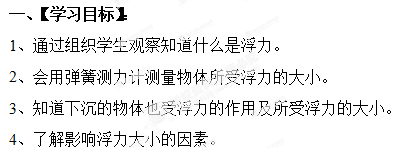 一、【学习目标】
1、通过组织学生观察知道什么是浮力。
2、会用弹簧测力计测量物体所受浮力的大小。
3、知道下沉的物体也受浮力的作用及所受浮力的大小。
4、了解影响浮力大小的因素。